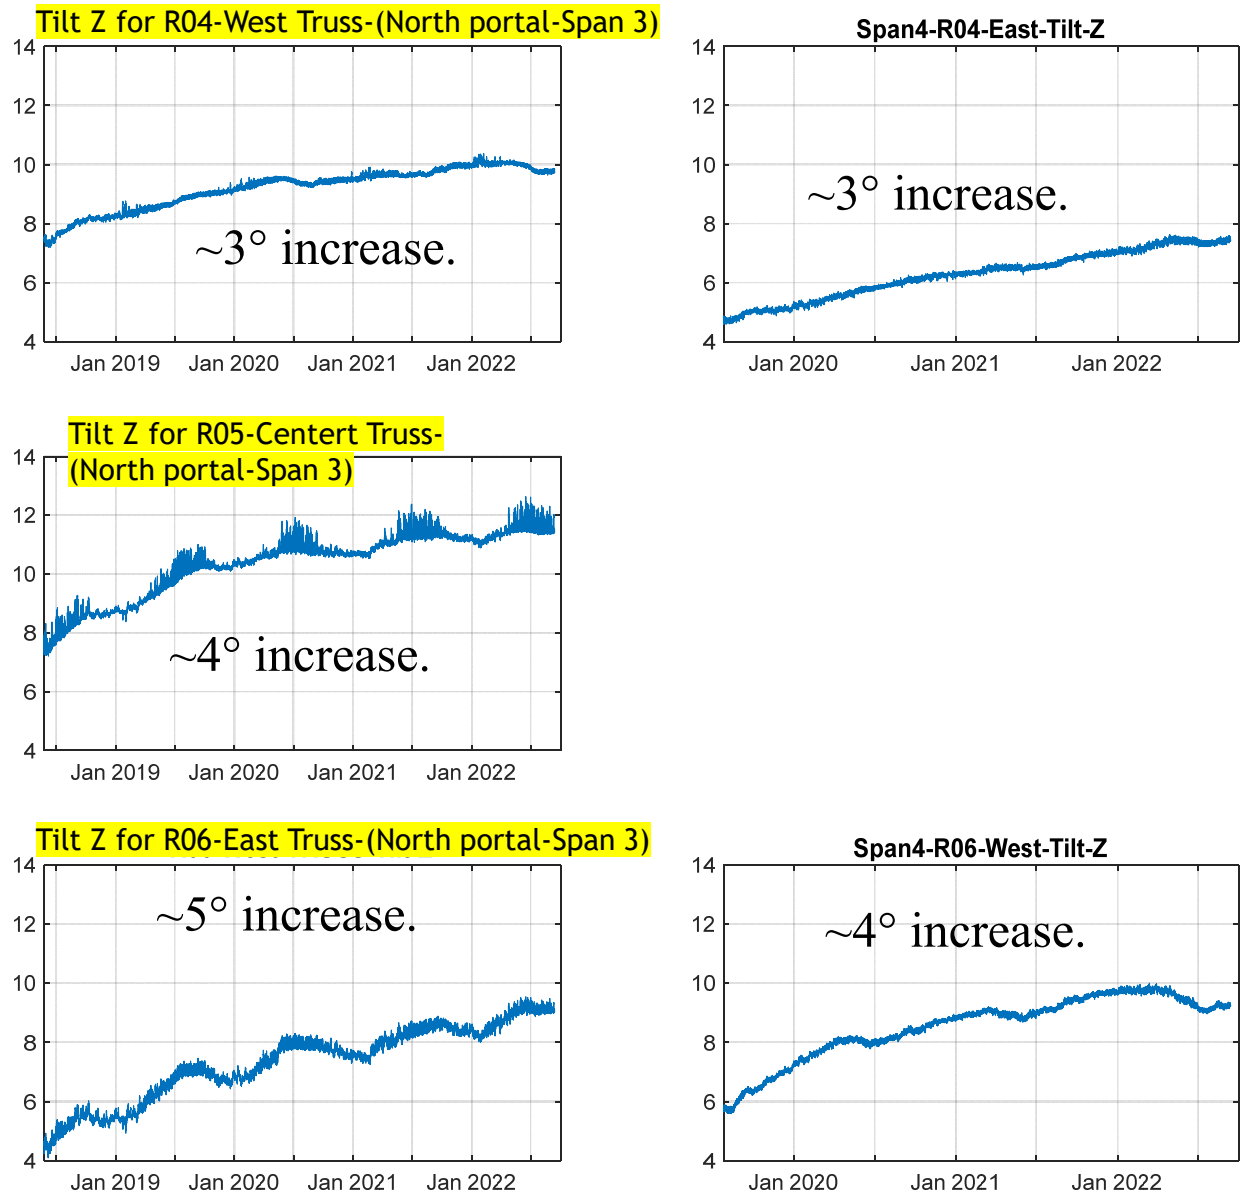 Tilt Z for R04-West Truss-(North portal-Span 3)
14
12
10
8
6
4
~3° increase.
Jan 2019 Jan 2020 Jan 2021 Jan 2022
Span4-R04-East-Tilt-Z
14
12
10
8
6
4
~3° increase.
Jan 2020 Jan 2021 Jan 2022
Tilt Z for R05-Centert Truss-
(North portal-Span 3)
14
12
10
8
6
4
~4° increase.
Jan 2019 Jan 2020 Jan 2021 Jan 2022
Tilt Z for R06-East Truss-(North portal-Span 3)
14
12
10
8
6
4
~5° increase.
Jan 2019 Jan 2020 Jan 2021 Jan 2022
Span4-R06-West-Tilt-Z
14
12
10
8
6
4
~4° increase.
Jan 2020 Jan 2021 Jan 2022